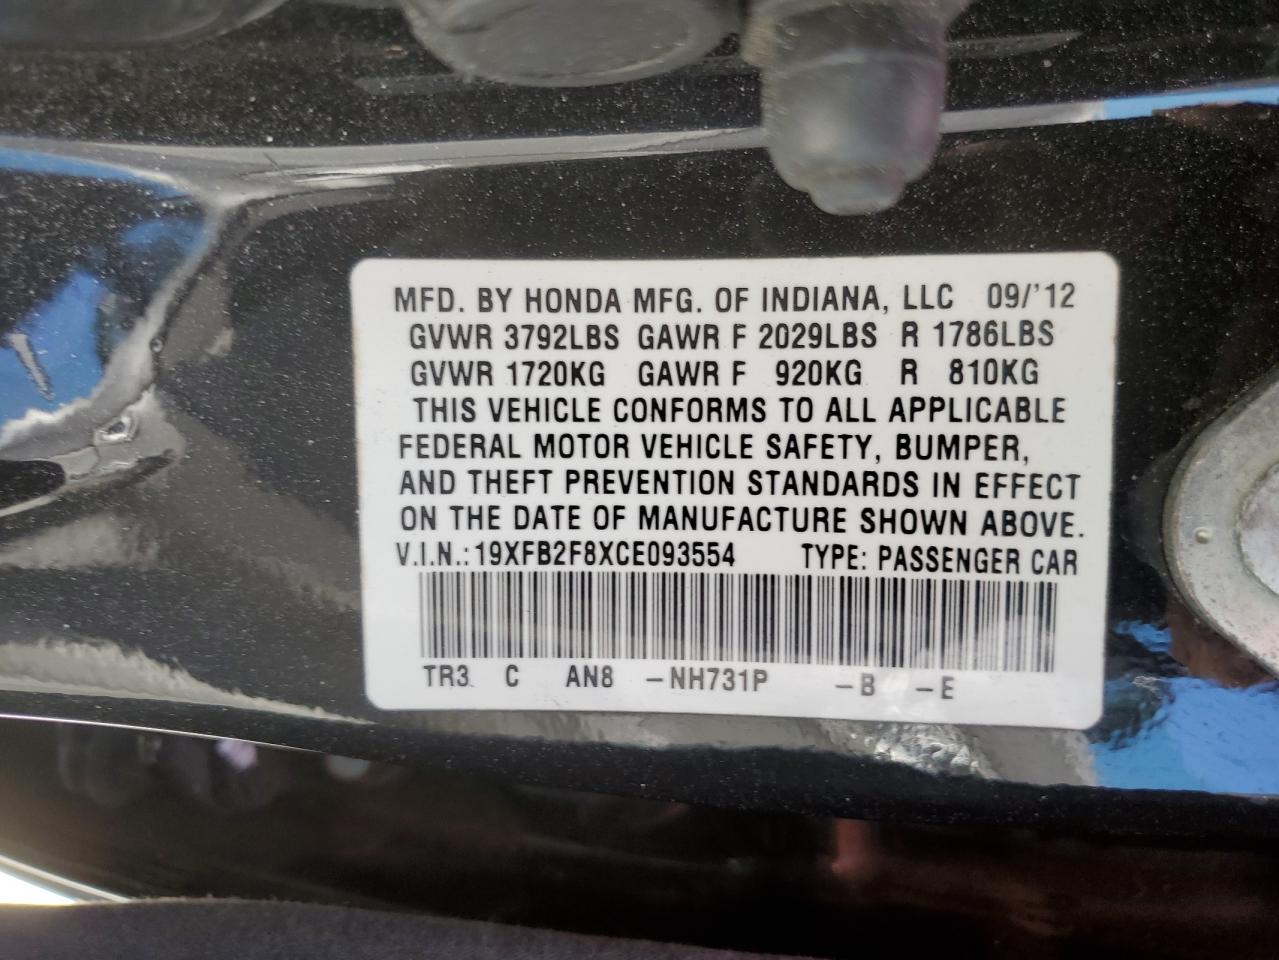 MFD. BY HONDA MFG. OF INDIANA, LLC 09/'12
GVWR 3792LBS GAWR F 2029LBS R 1786LBS
GVWR 1720KG GAWR F 920KG R 810KG
THIS VEHICLE CONFORMS TO ALL APPLICABLE
FEDERAL MOTOR VEHICLE SAFETY, BUMPER,
AND THEFT PREVENTION STANDARDS IN EFFECT
ON THE DATE OF MANUFACTURE SHOWN ABOVE.
V.I.N.: 19XFB2F8XCE093554 TYPE: PASSENGER CAR
TR3 C AN8 -NH731P -B -E